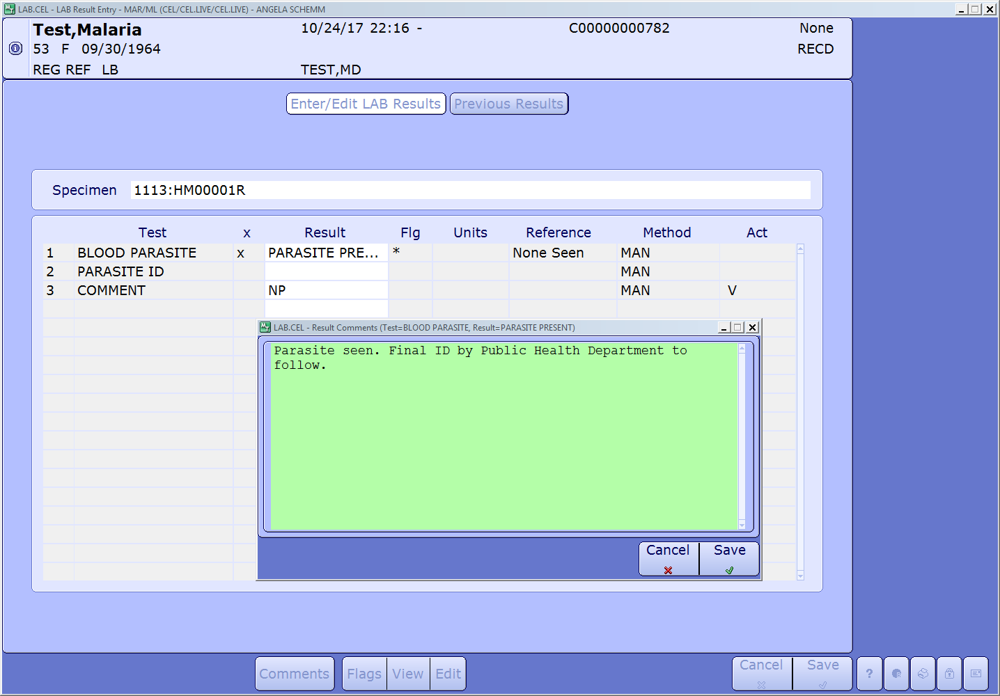 LAB.CEL - LAB Result Entry - MAR/ML (CEL/CEL.LIVE/CEL.LIVE) - ANGELA SCHEMM
Test,Malaria 10/24/17 22:16 - C00000000782 None
53 F 09/30/1964 RECD
REG REF LB TEST,MD
Enter/Edit LAB Results Previous Results
Specimen 1113:HM00001R
Test x Result Flg Units Reference Method Act
1 BLOOD PARASITE x PARASITE PRE... * None Seen MAN
2 PARASITE ID MAN
3 COMMENT NP MAN V
LAB.CEL - Result Comments (Test=BLOOD PARASITE, Result=PARASITE PRESENT)
Parasite seen. Final ID by Public Health Department to
follow.
Cancel Save
Comments Flags View Edit Cancel Save ?